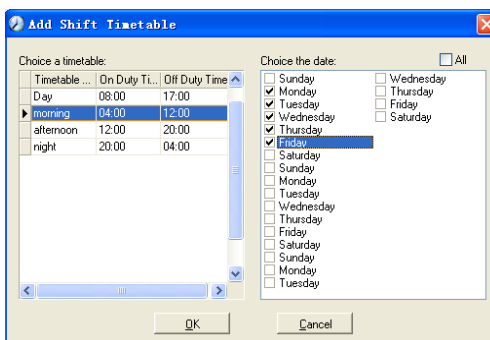 Add Shift Timetable
Choice a timetable:
Timetable ... On Duty Ti... Off Duty Time
Day 08:00 17:00
morning 04:00 12:00
afternoon 12:00 20:00
night 20:00 04:00
Choice the date:
All
Sunday
Monday
Tuesday
Wednesday
Thursday
Friday
Saturday
Sunday
Monday
Tuesday
Wednesday
Thursday
Friday
Saturday
Sunday
Monday
Tuesday
Wednesday
Thursday
Friday
Saturday
OK
Cancel